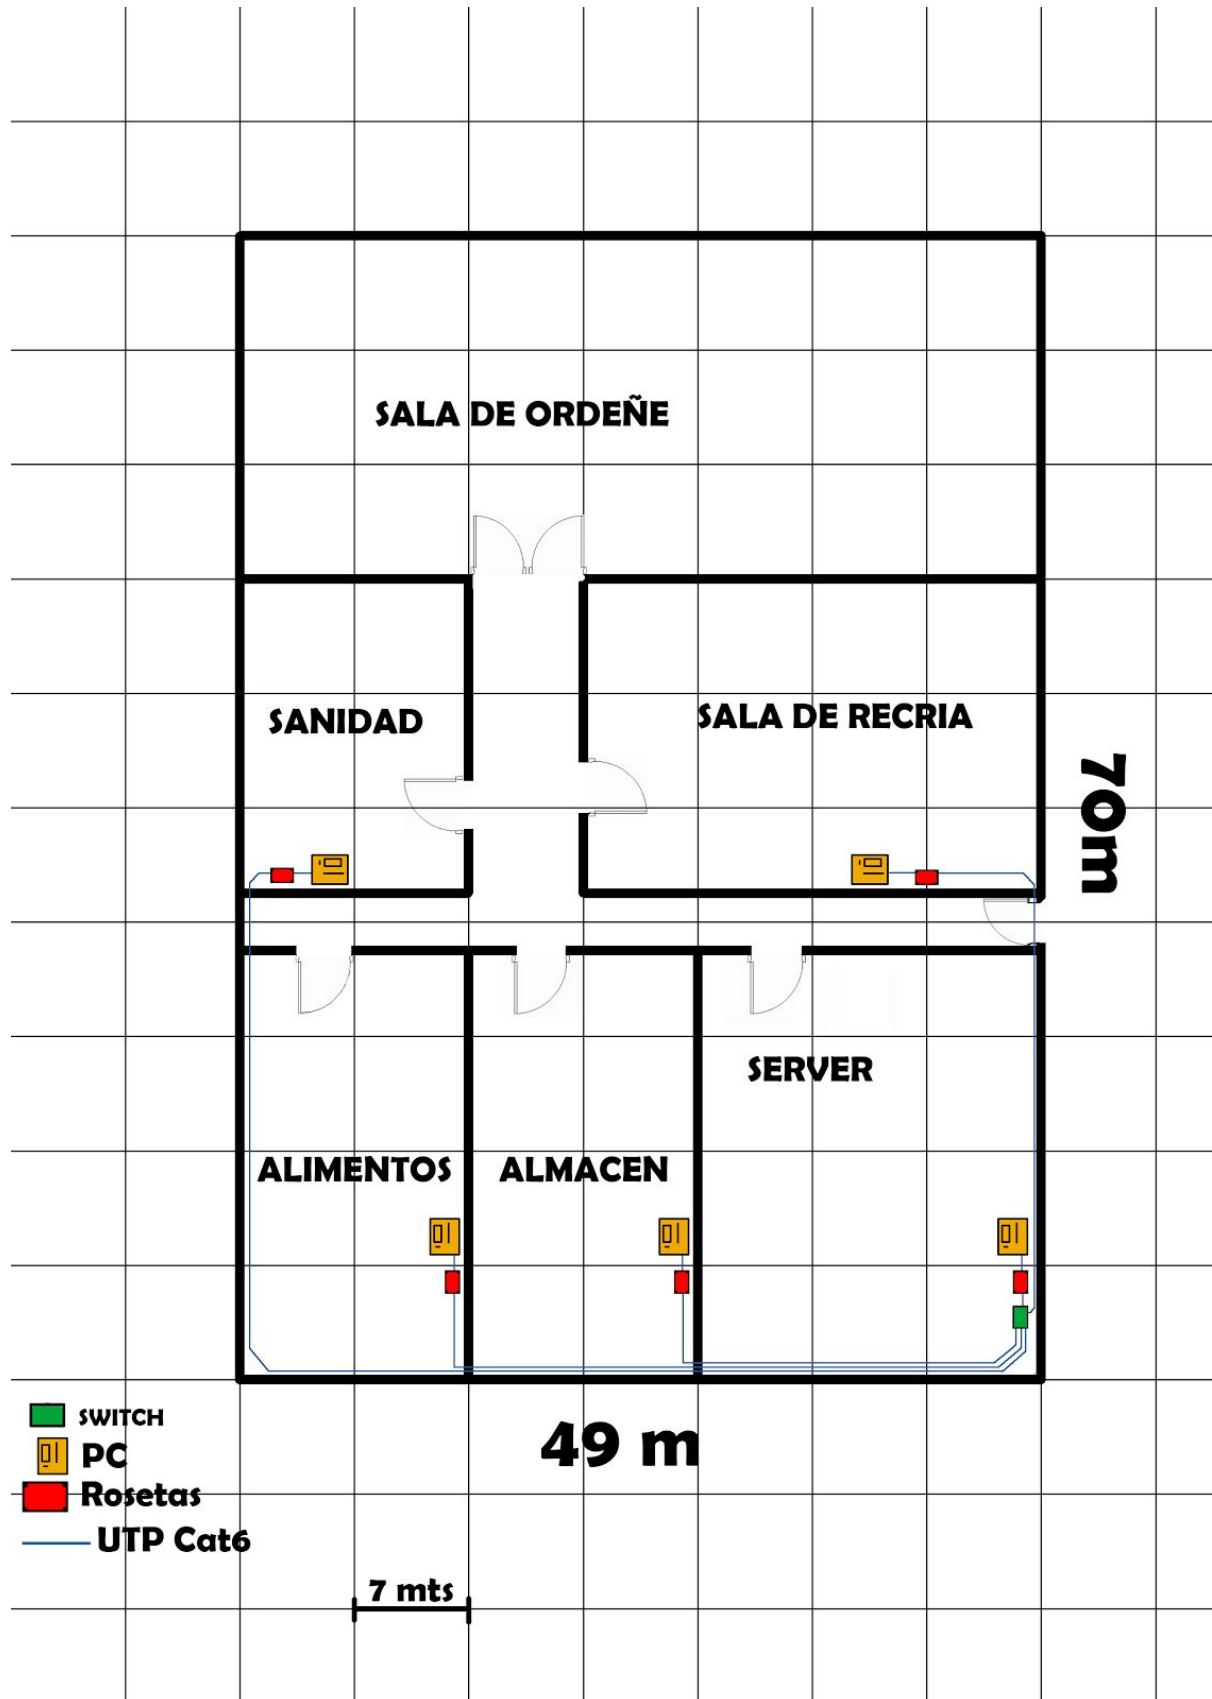 SALA DE ORDEÑE
SANIDAD
SALA DE RECRIA
70m
SERVER
ALIMENTOS
ALMACEN
49 m
SWITCH
PC
Rosetas
UTP Cat6
7 mts